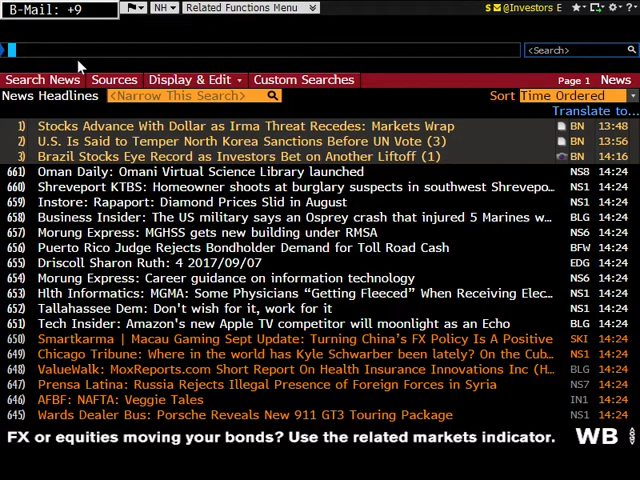 B-Mail: +9
NH
Related Functions Menu
@Investors E
<Search>
Search News Sources Display & Edit Custom Searches Page 1 News
News Headlines <Narrow This Search> Sort Time Ordered
Translate to...
1) Stocks Advance With Dollar as Irma Threat Recedes: Markets Wrap BN 13:48
2) U.S. Is Said to Temper North Korea Sanctions Before UN Vote (3) BN 13:56
3) Brazil Stocks Eye Record as Investors Bet on Another Liftoff (1) BN 14:16
661) Oman Daily: Omani Virtual Science Library launched NS8 14:24
660) Shreveport KTBS: Homeowner shoots at burglary suspects in southwest Shrevepo... NS1 14:24
659) Instore: Rapaport: Diamond Prices Slid in August NS1 14:24
658) Business Insider: The US military says an Osprey crash that injured 5 Marines w... BLG 14:24
657) Morung Express: MGHSS gets new building under RMSA NS6 14:24
656) Puerto Rico Judge Rejects Bondholder Demand for Toll Road Cash BFW 14:24
655) Driscoll Sharon Ruth: 4 2017/09/07 EDG 14:24
654) Morung Express: Career guidance on information technology NS6 14:24
653) Hlth Informatics: MGMA: Some Physicians “Getting Fleeced” When Receiving Elec... NS1 14:24
652) Tallahassee Dem: Don't wish for it, work for it NS1 14:24
651) Tech Insider: Amazon's new Apple TV competitor will moonlight as an Echo BLG 14:24
650) Smartkarma | Macau Gaming Sept Update: Turning China's FX Policy Is A Positive SKI 14:24
649) Chicago Tribune: Where in the world has Kyle Schwarber been lately? On the Cub... NS1 14:24
648) ValueWalk: MoxReports.com Short Report On Health Insurance Innovations Inc (H... BLG 14:24
647) Prensa Latina: Russia Rejects Illegal Presence of Foreign Forces in Syria NS7 14:24
646) AFBF: NAFTA: Veggie Tales IN1 14:24
645) Wards Dealer Bus: Porsche Reveals New 911 GT3 Touring Package NS1 14:24
FX or equities moving your bonds? Use the related markets indicator. WB